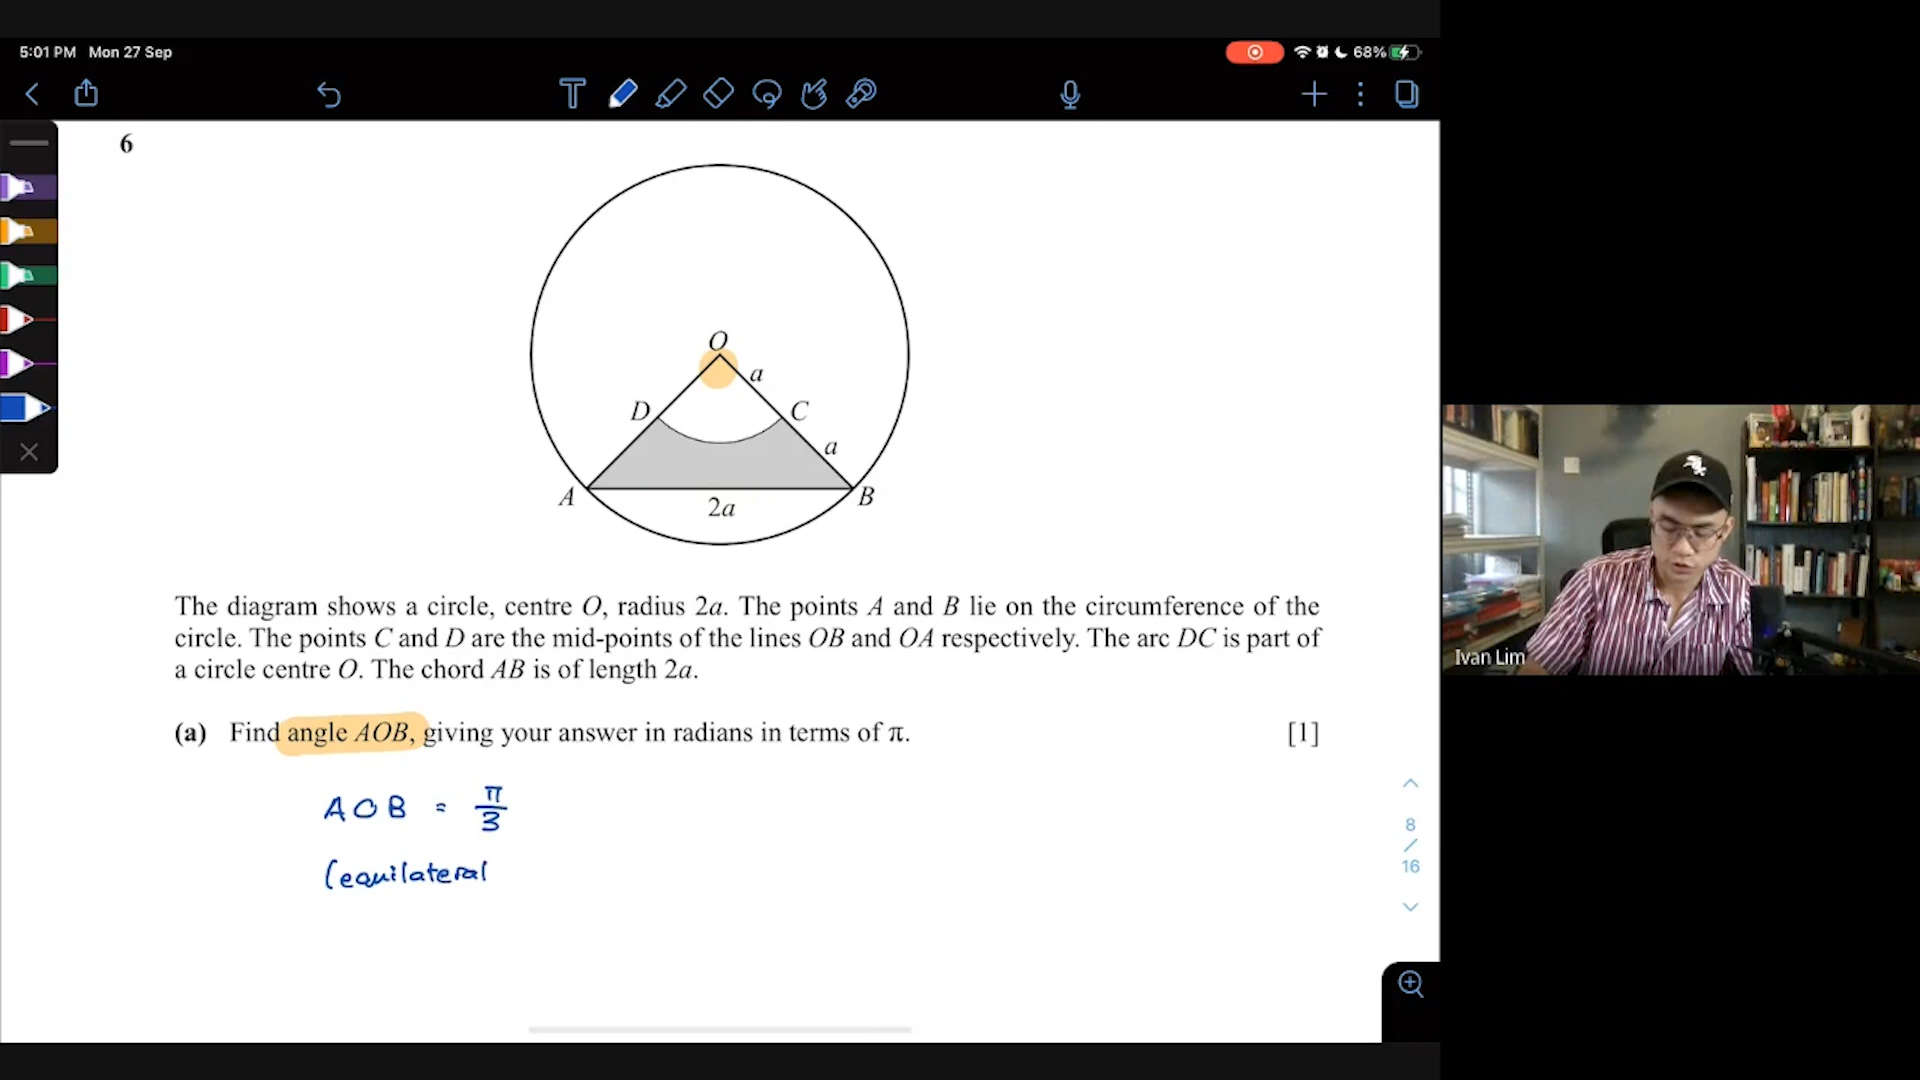 5:01 PM Mon 27 Sep
68%
6
O
a
D
C
a
A
B
2a
The diagram shows a circle, centre O, radius 2a. The points A and B lie on the circumference of the
circle. The points C and D are the mid-points of the lines OB and OA respectively. The arc DC is part of
a circle centre O. The chord AB is of length 2a.
(a) Find angle AOB, giving your answer in radians in terms of π.
[1]
AOB = π/3
(equilateral
8
/
16
Ivan Lim